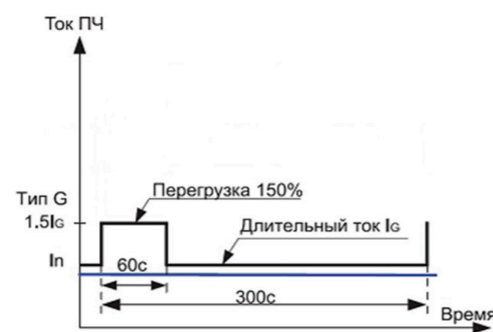 Ток ПЧ
Тип G
1.5IG
Перегрузка 150%
Длительный ток IG
In
60с
300с
Время